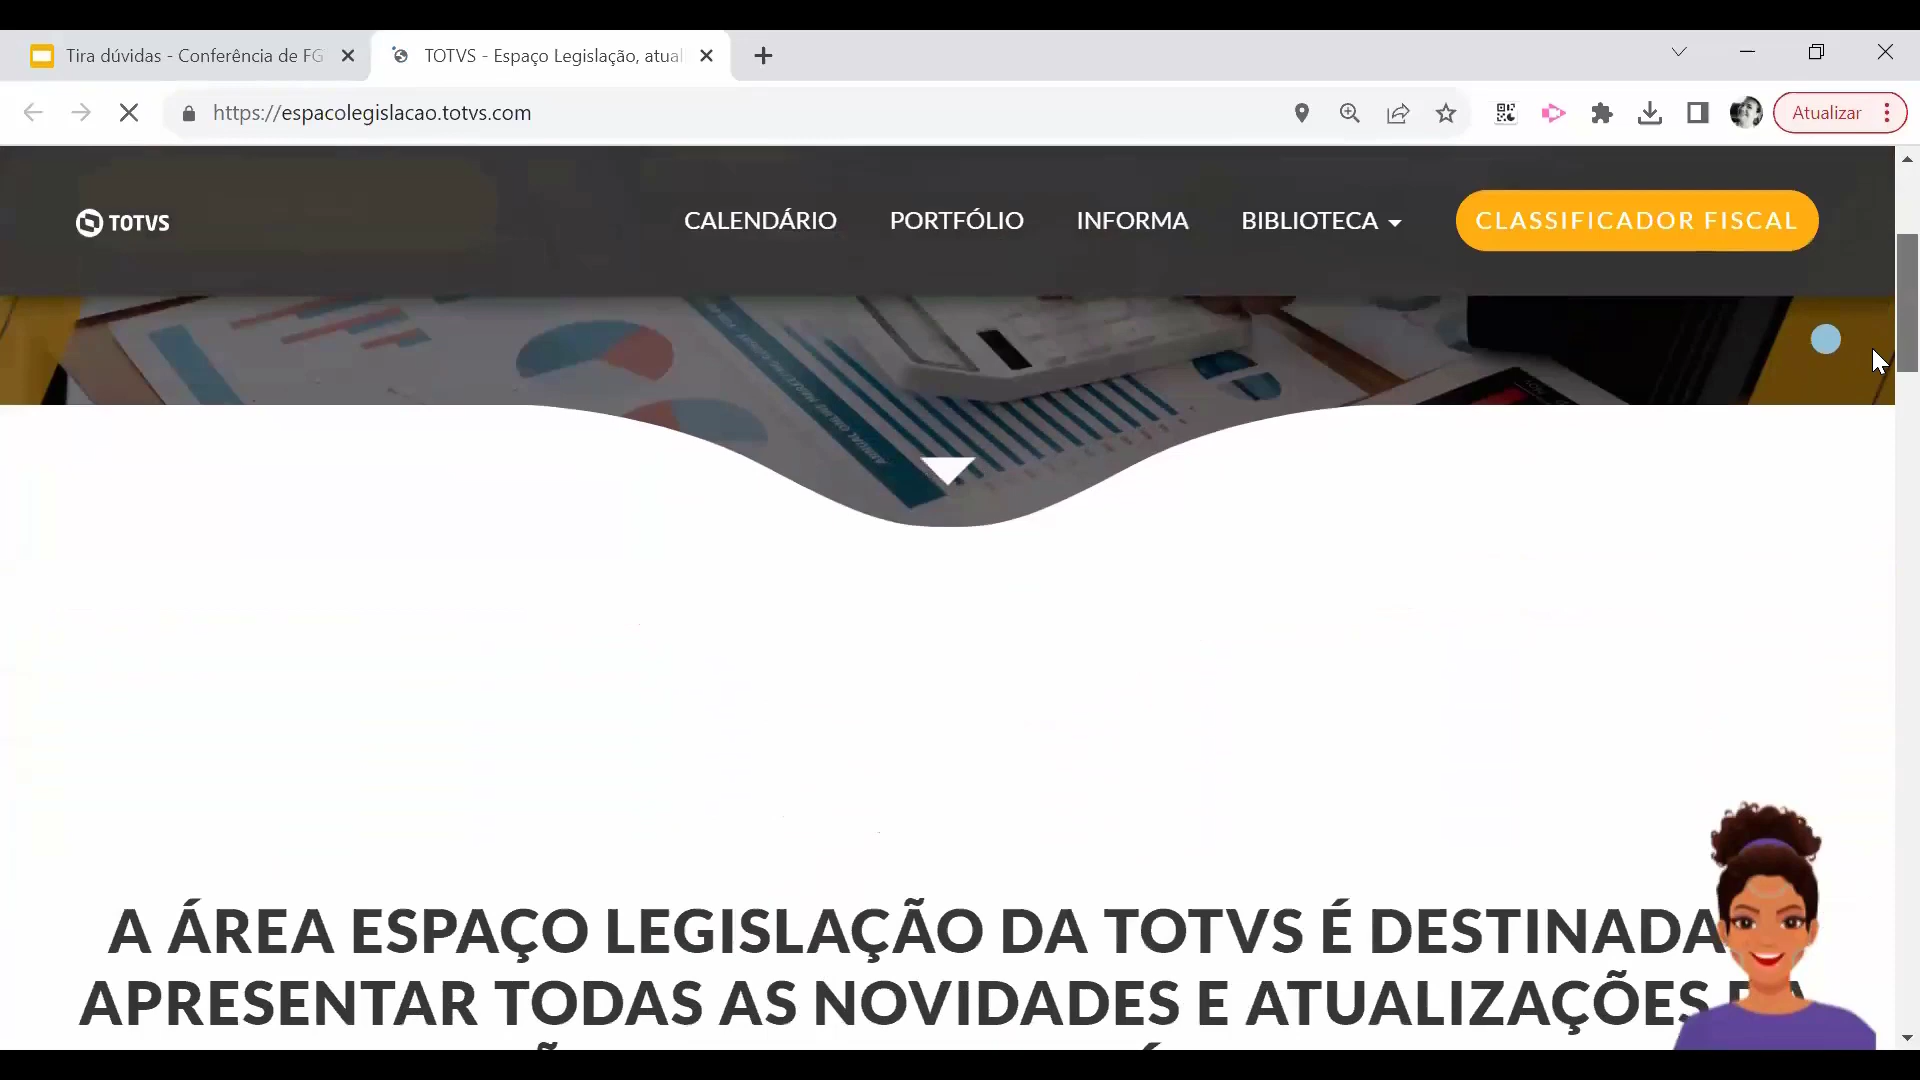 Tira dúvidas - Conferência de FG
TOTVS - Espaço Legislação, atual
https://espacolegislacao.totvs.com
Atualizar
TOTVS
CALENDÁRIO
PORTFÓLIO
INFORMA
BIBLIOTECA
CLASSIFICADOR FISCAL
A ÁREA ESPAÇO LEGISLAÇÃO DA TOTVS É DESTINADA
APRESENTAR TODAS AS NOVIDADES E ATUALIZAÇÕES